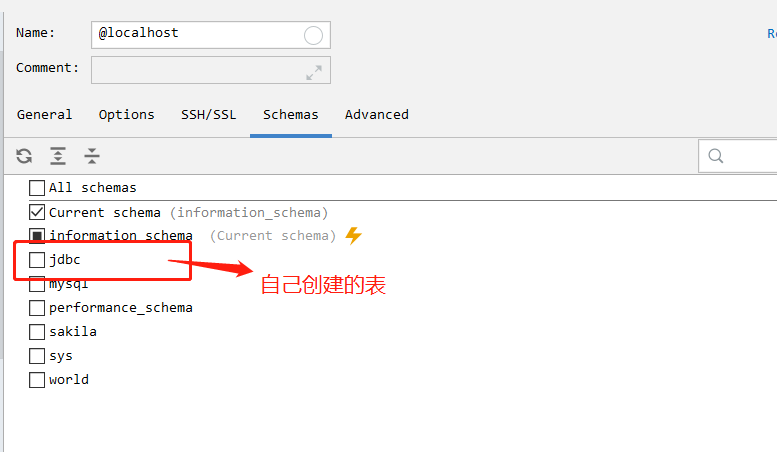 Name: @localhost
Comment:
General Options SSH/SSL Schemas Advanced
All schemas
Current schema (information_schema)
information_schema (Current schema)
jdbc
自己创建的表
mysql
performance_schema
sakila
sys
world